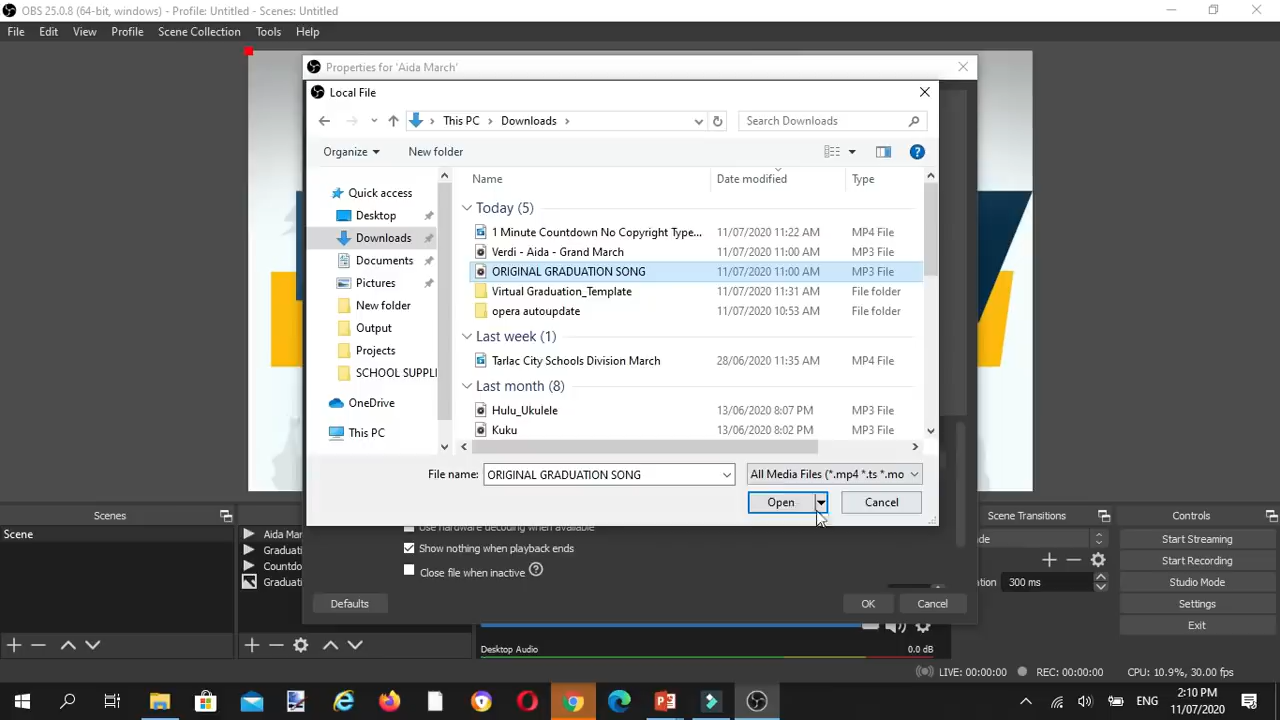 OBS 25.0.8 (64-bit, windows) - Profile: Untitled - Scenes: Untitled
File Edit View Profile Scene Collection Tools Help
Properties for 'Aida March'
Local File
This PC Downloads
Search Downloads
Organize New folder
Name Date modified Type
Quick access
Desktop
Downloads
Documents
Pictures
New folder
Output
Projects
SCHOOL SUPPL
OneDrive
This PC
Today (5)
1 Minute Countdown No Copyright Type... 11/07/2020 11:22 AM MP4 File
Verdi - Aida - Grand March 11/07/2020 11:00 AM MP3 File
ORIGINAL GRADUATION SONG 11/07/2020 11:00 AM MP3 File
Virtual Graduation_Template 11/07/2020 11:31 AM File folder
opera autoupdate 11/07/2020 10:53 AM File folder
Last week (1)
Tarlac City Schools Division March 28/06/2020 11:35 AM MP4 File
Last month (8)
Hulu_Ukulele 13/06/2020 8:07 PM MP3 File
Kuku 13/06/2020 8:02 PM MP3 File
File name: ORIGINAL GRADUATION SONG All Media Files (*.mp4 *.ts *.mo
Open Cancel
Use hardware decoding when available
Show nothing when playback ends
Close file when inactive
Defaults OK Cancel
Scenes
Scene
Aida Mar
Graduati
Countdo
Graduati
Desktop Audio 0.0 dB
Scene Transitions
300 ms
Controls
Start Streaming
Start Recording
Studio Mode
Settings
Exit
LIVE: 00:00:00 REC: 00:00:00 CPU: 10.9%, 30.00 fps
ENG
2:10 PM
11/07/2020